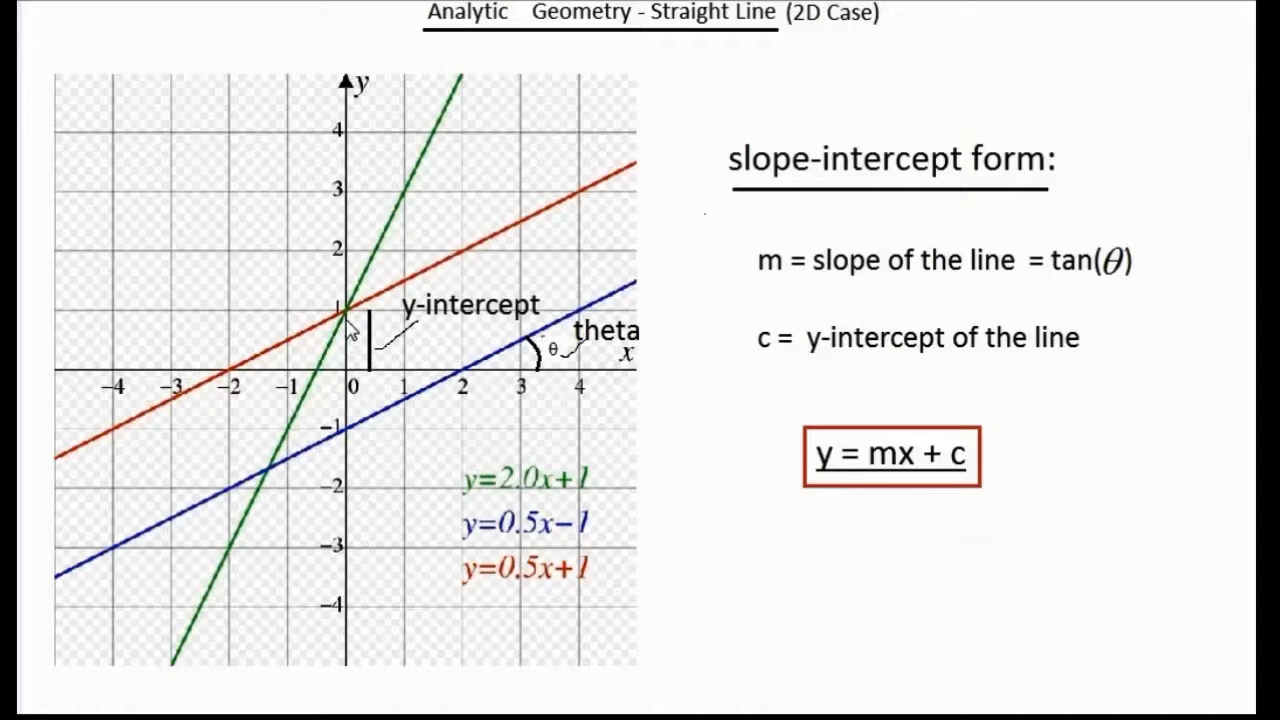 Analytic Geometry - Straight Line (2D Case)
y
4
3
2
1
y-intercept
theta
θ
x
−4 −3 −2 −1 0 1 2 3 4
−1
−2
−3
−4
y=2.0x+1
y=0.5x−1
y=0.5x+1
slope-intercept form:
m = slope of the line = tan(θ)
c = y-intercept of the line
y = mx + c